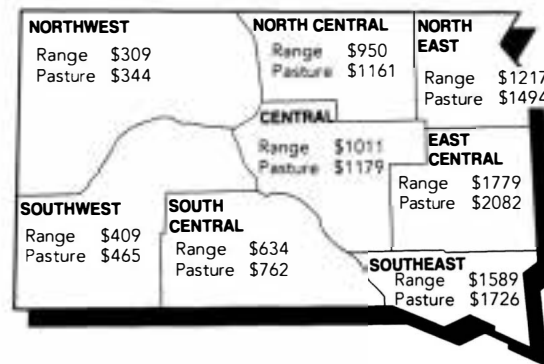 NORTHWEST
Range $309
Pasture $344
NORTH CENTRAL
Range $950
Pasture $1161
NORTH
EAST
Range $1217
Pasture $1494
CENTRAL
Range $1011
Pasture $1179
EAST
CENTRAL
Range $1779
Pasture $2082
SOUTHWEST
Range $409
Pasture $465
SOUTH
CENTRAL
Range $634
Pasture $762
SOUTHEAST
Range $1589
Pasture $1726